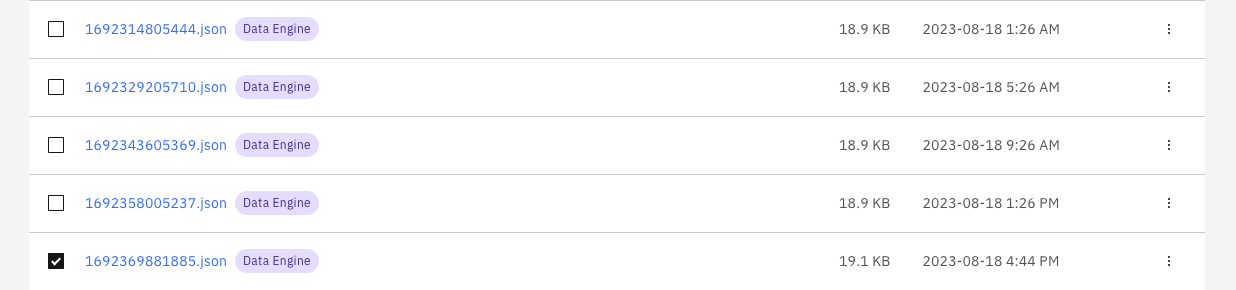 1692314805444.json Data Engine 18.9 KB 2023-08-18 1:26 AM
1692329205710.json Data Engine 18.9 KB 2023-08-18 5:26 AM
1692343605369.json Data Engine 18.9 KB 2023-08-18 9:26 AM
1692358005237.json Data Engine 18.9 KB 2023-08-18 1:26 PM
1692369881885.json Data Engine 19.1 KB 2023-08-18 4:44 PM